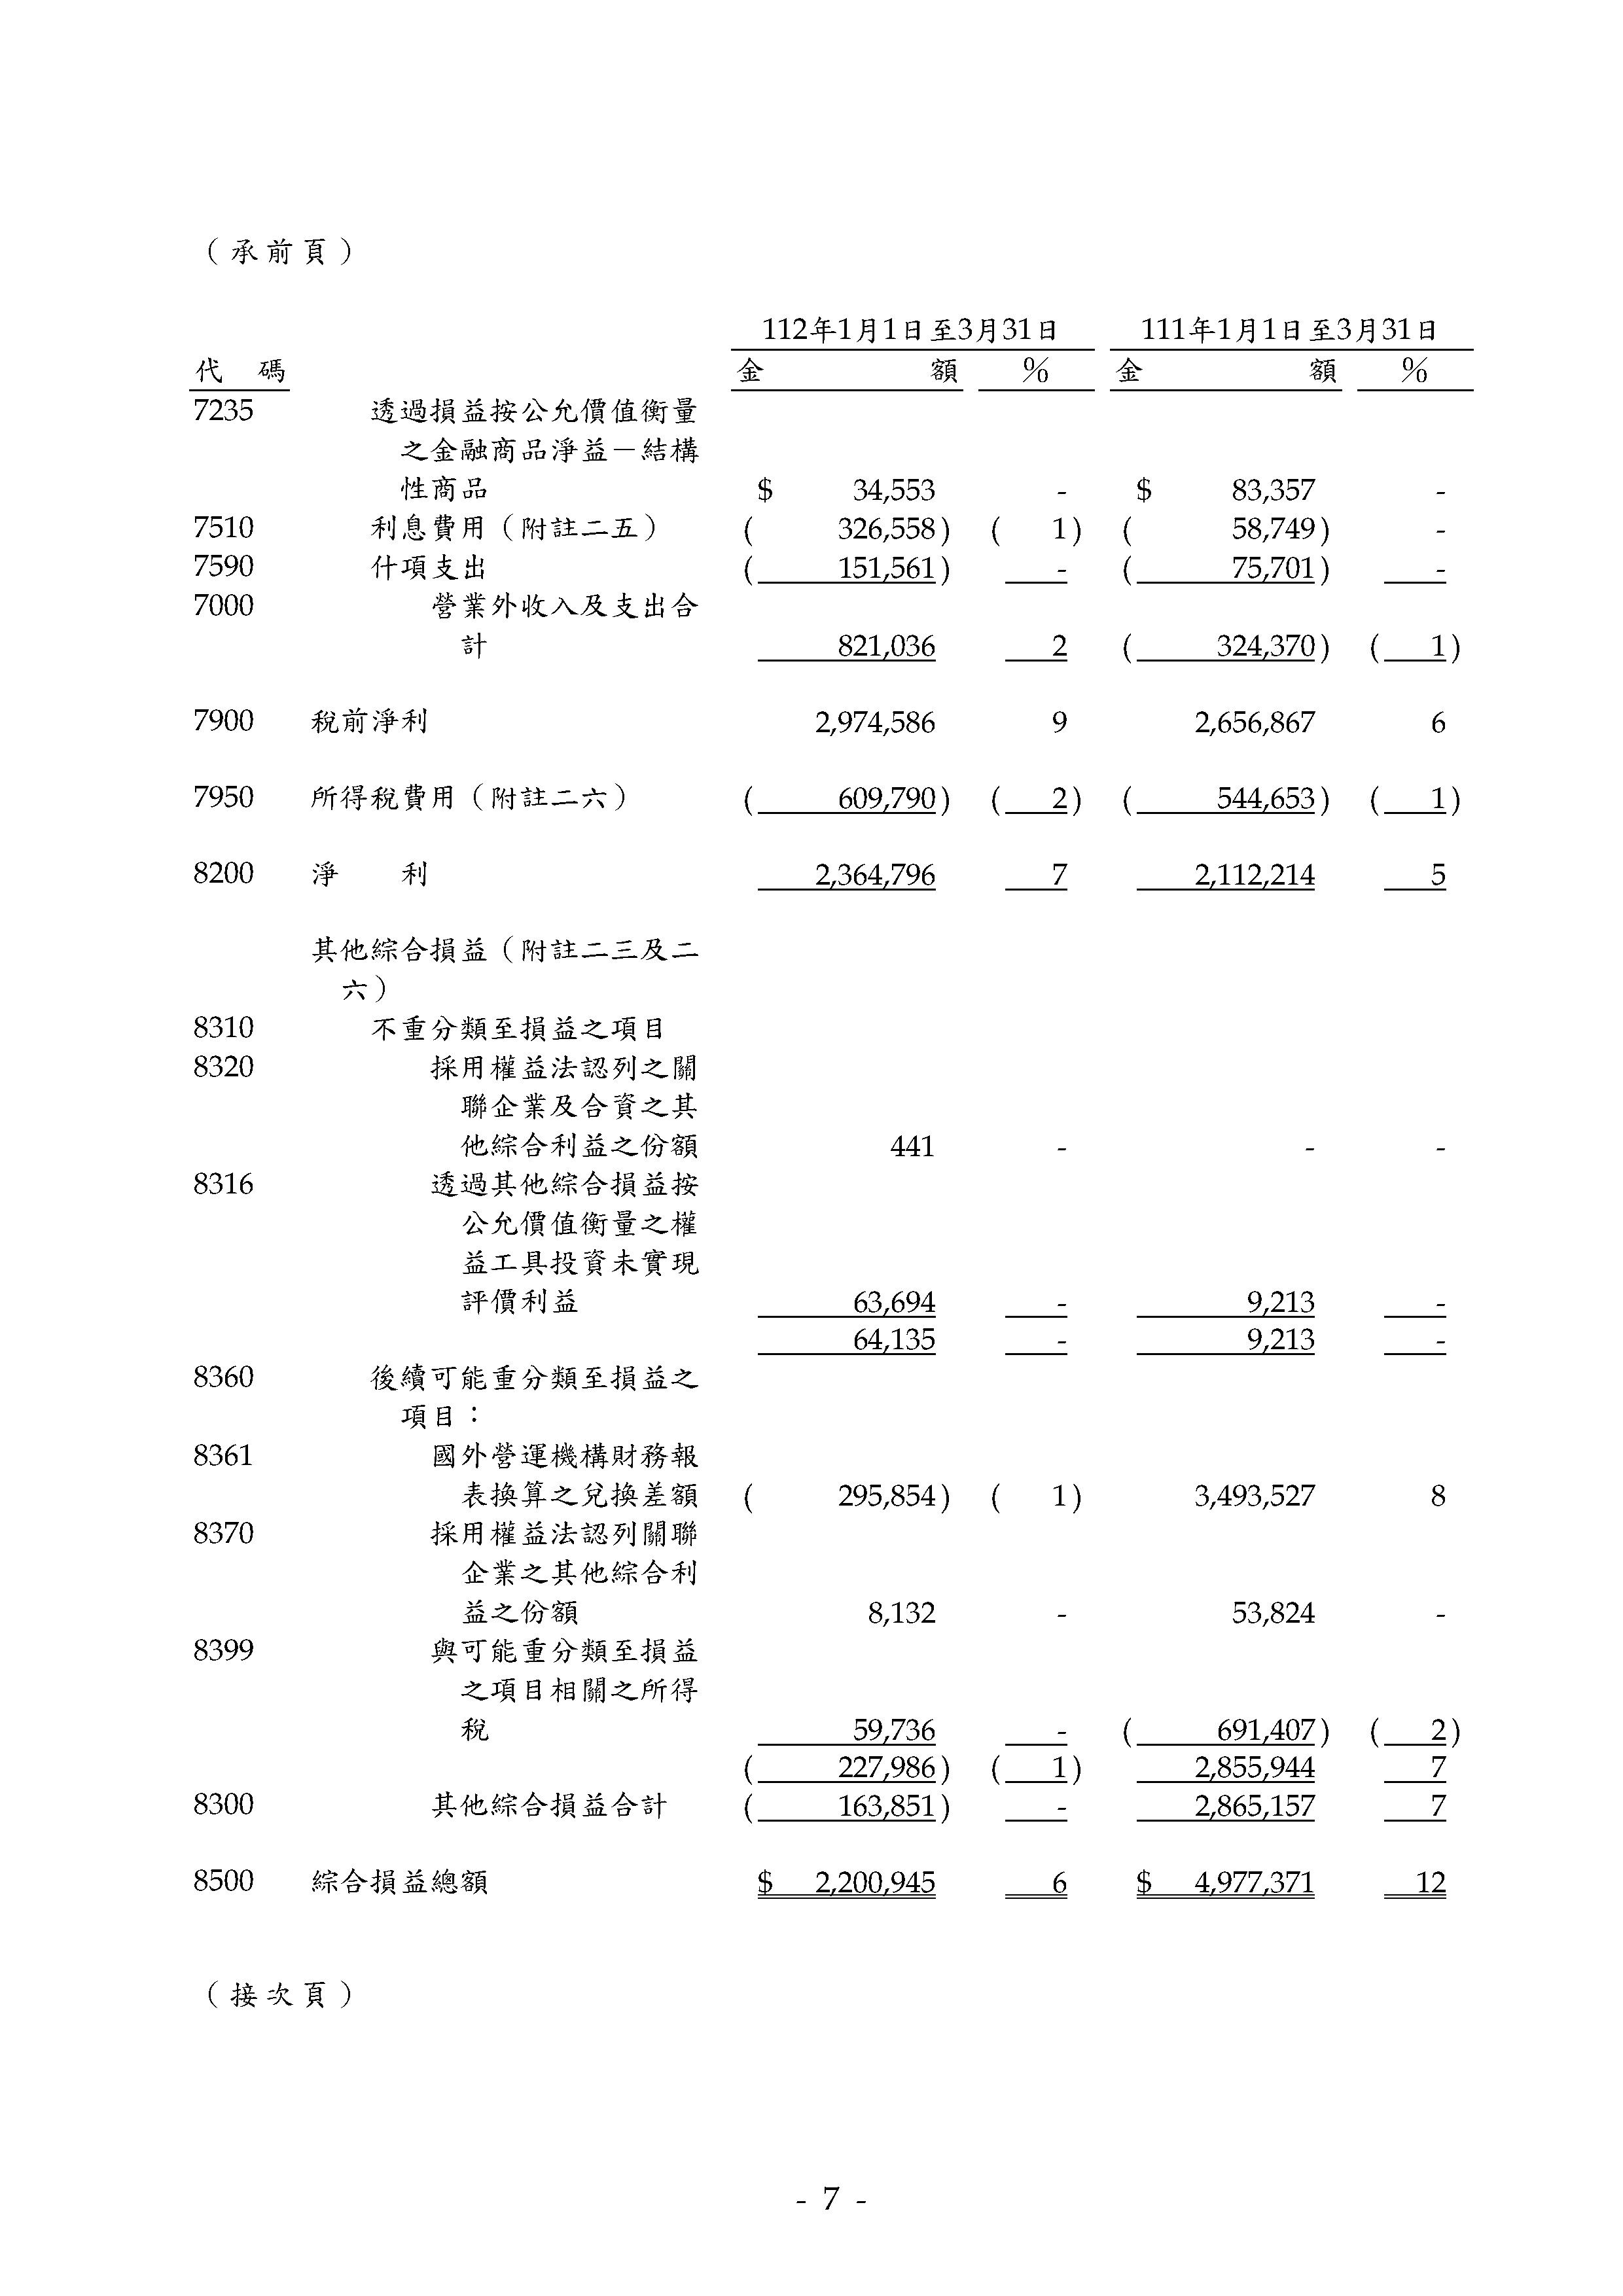 （承前頁）
112年1月1日至3月31日 111年1月1日至3月31日
代 碼 金 額 % 金 額 %
7235 透過損益按公允價值衡量
之金融商品淨益－結構
性商品 $ 34,553 - $ 83,357 -
7510 利息費用（附註二五） ( 326,558) ( 1) ( 58,749) -
7590 什項支出 ( 151,561) - ( 75,701) -
7000 營業外收入及支出合
計 821,036 2 ( 324,370) ( 1)
7900 稅前淨利 2,974,586 9 2,656,867 6
7950 所得稅費用（附註二六） ( 609,790) ( 2) ( 544,653) ( 1)
8200 淨 利 2,364,796 7 2,112,214 5
其他綜合損益（附註二三及二
六）
8310 不重分類至損益之項目
8320 採用權益法認列之關
聯企業及合資之其
他綜合利益之份額 441 - - -
8316 透過其他綜合損益按
公允價值衡量之權
益工具投資未實現
評價利益 63,694 - 9,213 -
64,135 - 9,213 -
8360 後續可能重分類至損益之
項目：
8361 國外營運機構財務報
表換算之兌換差額 ( 295,854) ( 1) 3,493,527 8
8370 採用權益法認列關聯
企業之其他綜合利
益之份額 8,132 - 53,824 -
8399 與可能重分類至損益
之項目相關之所得
稅 59,736 - ( 691,407) ( 2)
( 227,986) ( 1) 2,855,944 7
8300 其他綜合損益合計 ( 163,851) - 2,865,157 7
8500 綜合損益總額 $ 2,200,945 6 $ 4,977,371 12
（接次頁）
- 7 -